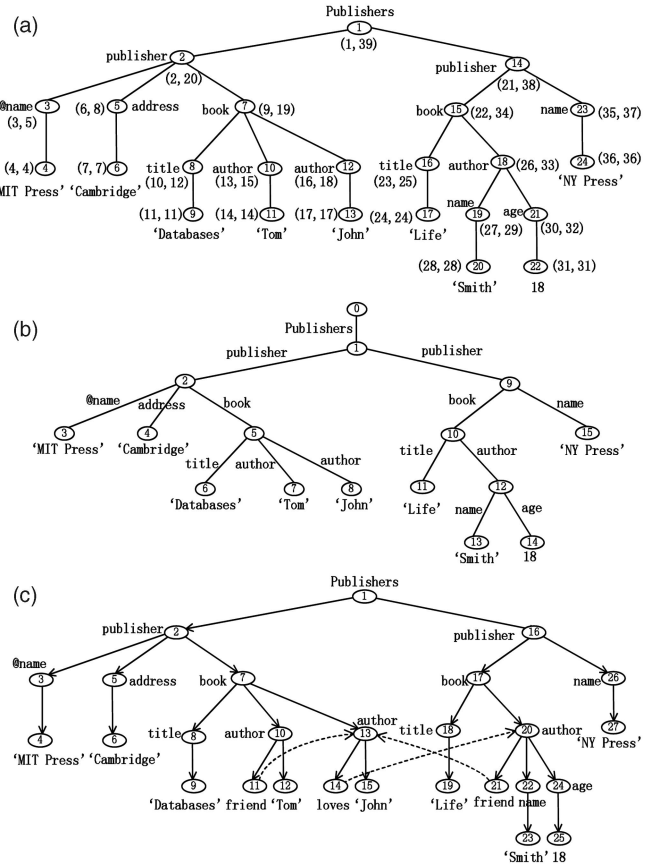 (a)
Publishers
1
(1, 39)
publisher 2
(2, 20)
publisher 14
(21, 38)
@name 3
(3, 5)
(6, 8) 5 address
book 7 (9, 19)
book 15 (22, 34)
name 23 (35, 37)
(4, 4) 4
(7, 7) 6
title 8
(10, 12)
author 10
(13, 15)
author 12
(16, 18)
title 16
(23, 25)
author 18 (26, 33)
24 (36, 36)
MIT Press’ ‘Cambridge’
‘NY Press’
(11, 11) 9
(14, 14) 11
(17, 17) 13
(24, 24) 17
name
19
(27, 29)
age
21
(30, 32)
‘Databases’ ‘Tom’ ‘John’ ‘Life’
(28, 28) 20
22 (31, 31)
‘Smith’ 18
(b)
0
Publishers
1
publisher publisher
2 9
@name address book
book name
3 4 5
10 15
‘MIT Press’ ‘Cambridge’
‘NY Press’
title author author
title author
6 7 8
11 12
‘Databases’ ‘Tom’ ‘John’
‘Life’
name age
13 14
‘Smith’ 18
(c)
Publishers
1
publisher 2
publisher 16
@name
3
5 address
book 7
book 17
name 26
title 8
author 10
author
13
title 18
20 author
27
‘NY Press’
4 6
‘MIT Press’ ‘Cambridge’
9 11 12 14 15 19 21 22 24 age
‘Databases’ friend ‘Tom’ loves ‘John’ ‘Life’ friend name
23 25
‘Smith’ 18